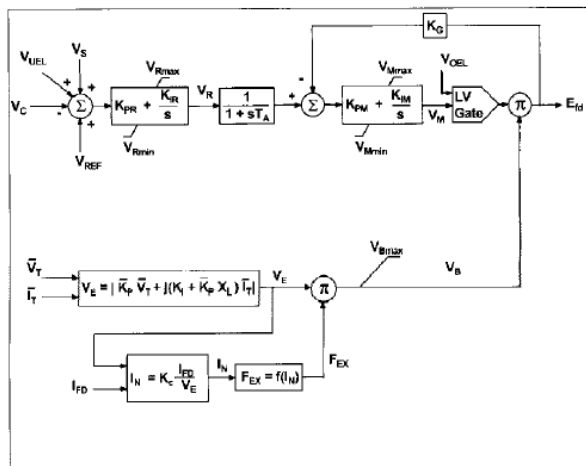 K_G
V_UEL
V_S
V_Rmax
V_Mmax
V_OEL
V_C
+
+
-
+
Σ
K_PR + K_IR/s
V_R
1/(1 + sT_A)
-
+
Σ
K_PM + K_IM/s
V_M
LV
Gate
π
E_fd
V_REF
V_Rmin
V_Mmin
V̄_T
Ī_T
V_E = | K̄_P V̄_T + j(K_I + K̄_P X_L) Ī_T|
V_E
π
V_Bmax
V_B
I_FD
I_N = K_c I_FD/V_E
I_N
F_EX = f(I_N)
F_EX